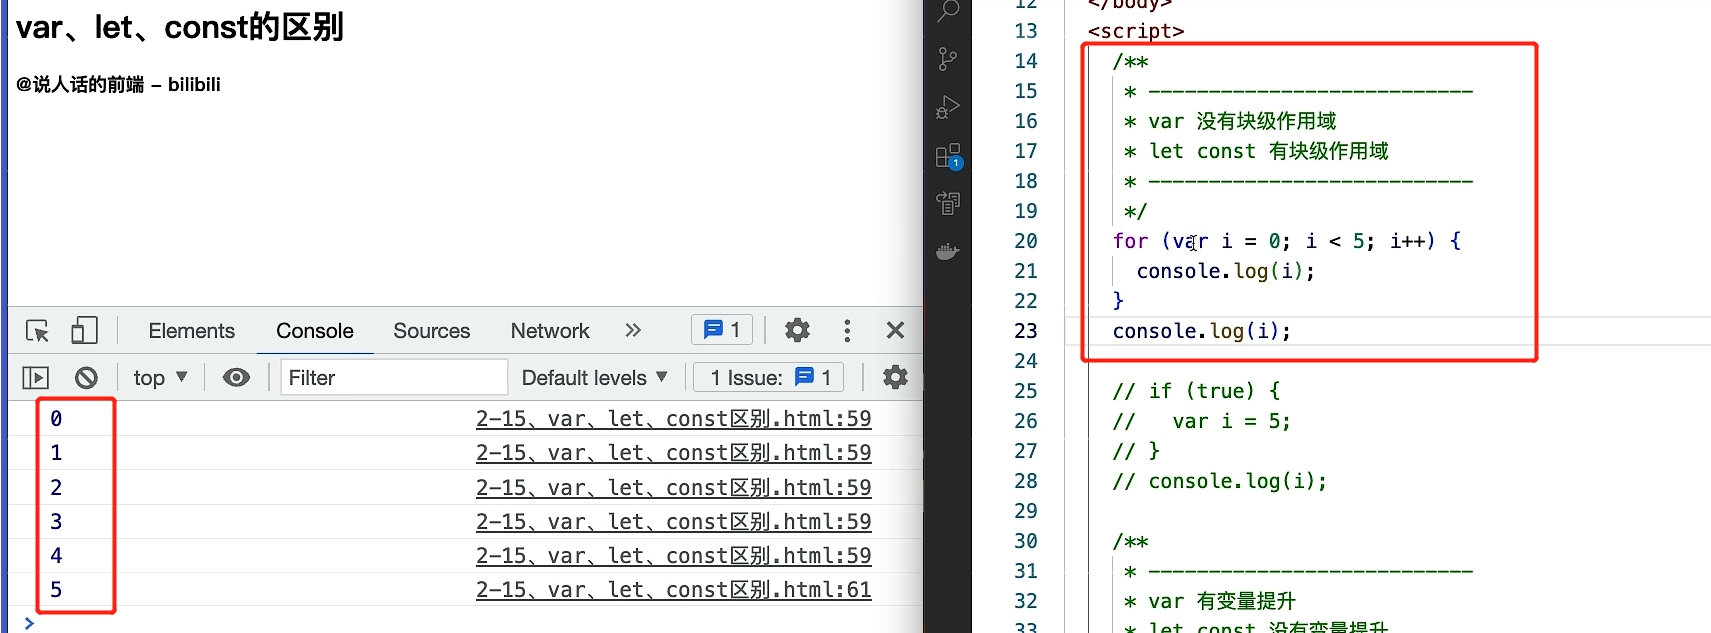 var、let、const的区别
@说人话的前端 – bilibili
Elements Console Sources Network » 1
top ▼ Filter Default levels ▼ 1 Issue: 1
0 2-15、var、let、const区别.html:59
1 2-15、var、let、const区别.html:59
2 2-15、var、let、const区别.html:59
3 2-15、var、let、const区别.html:59
4 2-15、var、let、const区别.html:59
5 2-15、var、let、const区别.html:61
>
1
12 </body>
13 <script>
14 /**
15 * ---------------------------
16 * var 没有块级作用域
17 * let const 有块级作用域
18 * ---------------------------
19 */
20 for (var i = 0; i < 5; i++) {
21 console.log(i);
22 }
23 console.log(i);
24
25 // if (true) {
26 // var i = 5;
27 // }
28 // console.log(i);
29
30 /**
31 * ---------------------------
32 * var 有变量提升
33 * let const 没有变量提升